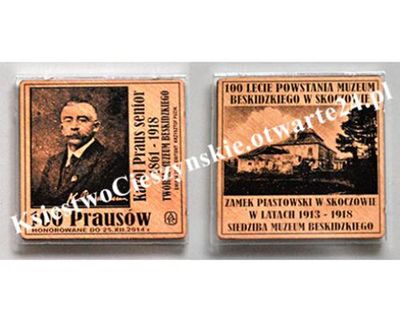 Karol Praus senior
1861 - 1918
TWÓRCA MUZEUM BESKIDZKIEGO
300 Prausów
HONOROWANE DO 25.XII.2014 r
100 LECIE POWSTANIA MUZEUM
BESKIDZKIEGO W SKOCZOWIE
ZAMEK PIASTOWSKI W SKOCZOWIE
W LATACH 1913 - 1918
SIEDZIBA MUZEUM BESKIDZKIEGO
KsiestwoCieszynskie.otwarte24.pl